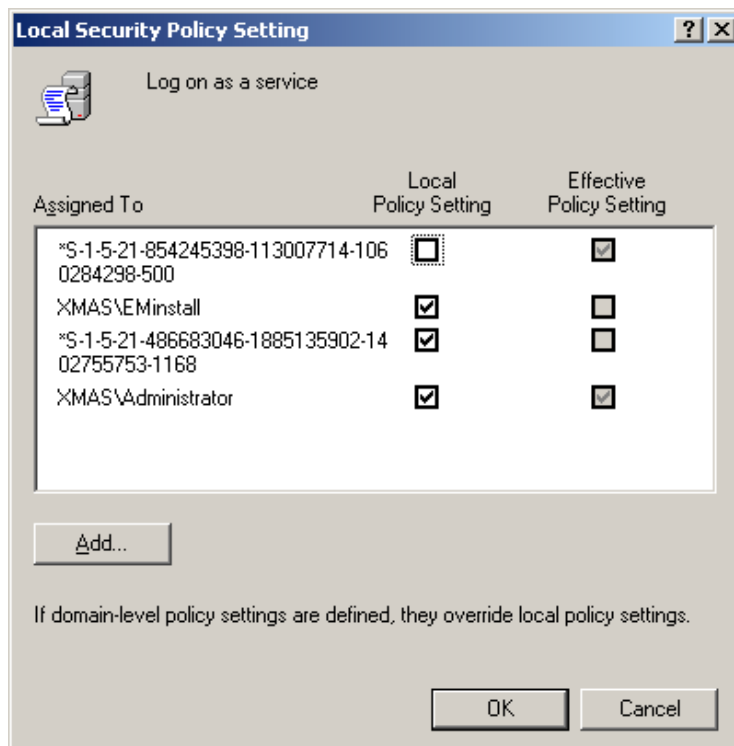 Local Security Policy Setting
Log on as a service
Local
Policy Setting
Effective
Policy Setting
Assigned To
*S-1-5-21-854245398-113007714-106
0284298-500
XMAS\EMinstall
*S-1-5-21-486683046-1885135902-14
02755753-1168
XMAS\Administrator
Add...
If domain-level policy settings are defined, they override local policy settings.
OK
Cancel